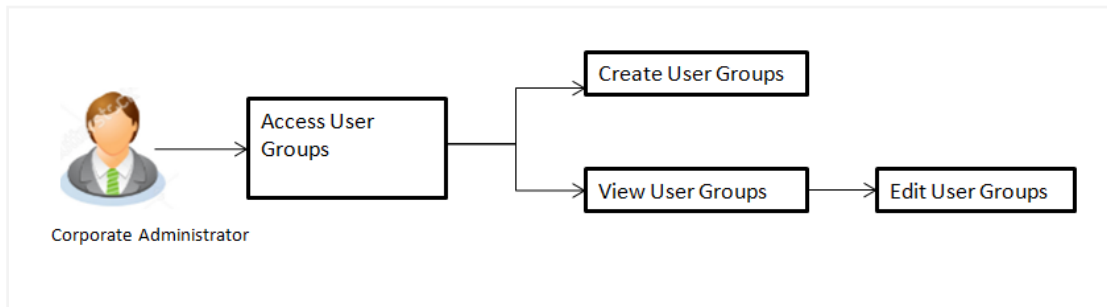 Create User Groups
Access User
Groups
View User Groups
Edit User Groups
Corporate Administrator